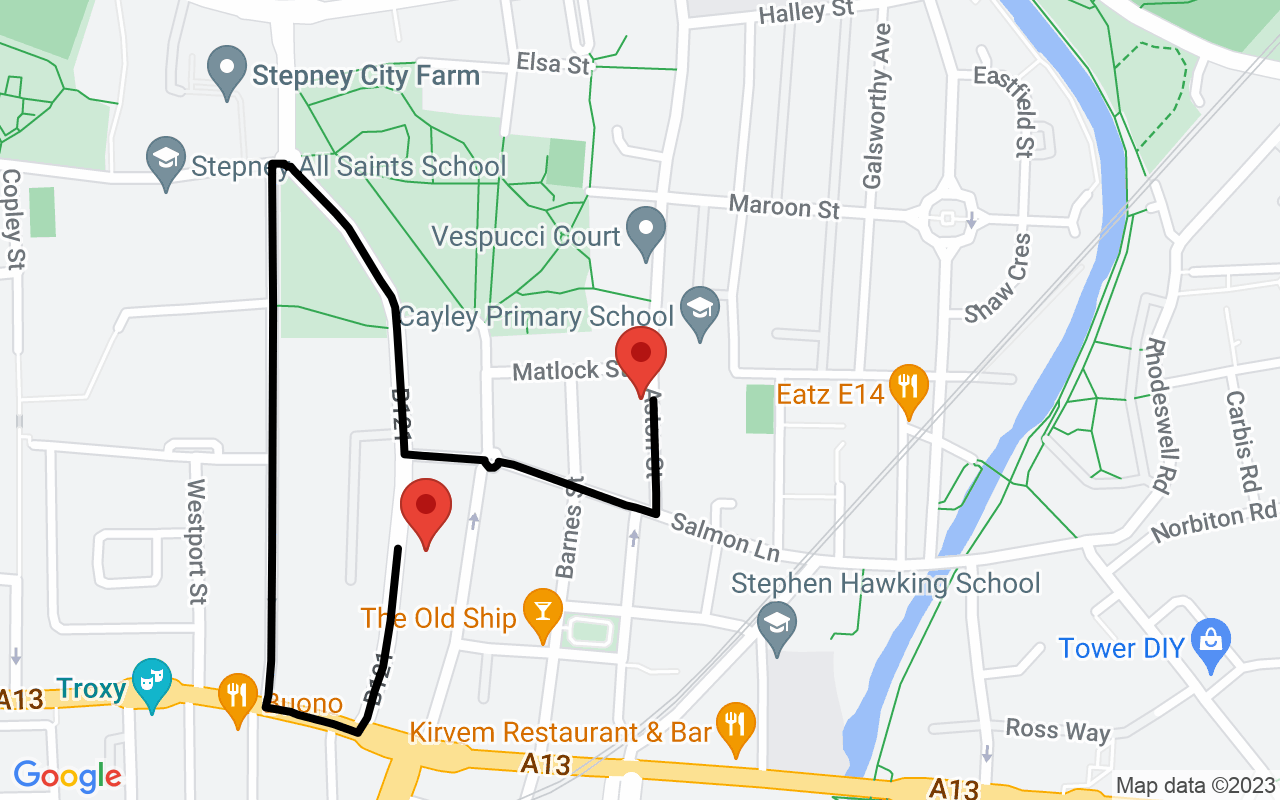 Halley St
Elsa St
Stepney City Farm
Eastfield St
Galsworthy Ave
Stepney All Saints School
Copley St
Maroon St
Vespucci Court
Shaw Cres
Cayley Primary School
Matlock St
Rhodeswell Rd
Eatz E14
B121
Aston St
Carbis Rd
Westport St
Barnes St
Salmon Ln
Norbiton Rd
Stephen Hawking School
The Old Ship
Tower DIY
B121
Troxy
A13
Buono
Kirvem Restaurant & Bar
Ross Way
A13
A13
Google
Map data ©2023